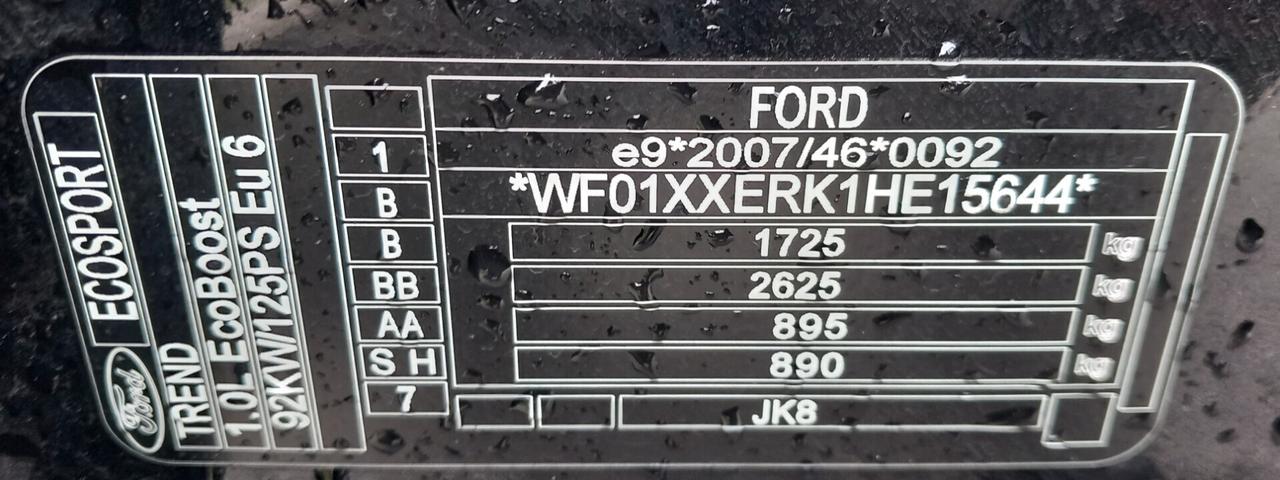 FORD
e9*2007/46*0092
*WF01XXERK1HE15644*
1725 kg
2625 kg
895 kg
890 kg
JK8
1
B
B
BB
AA
S H
7
Ford ECOSPORT
TREND
1.0L EcoBoost
92KW/125PS Eu 6